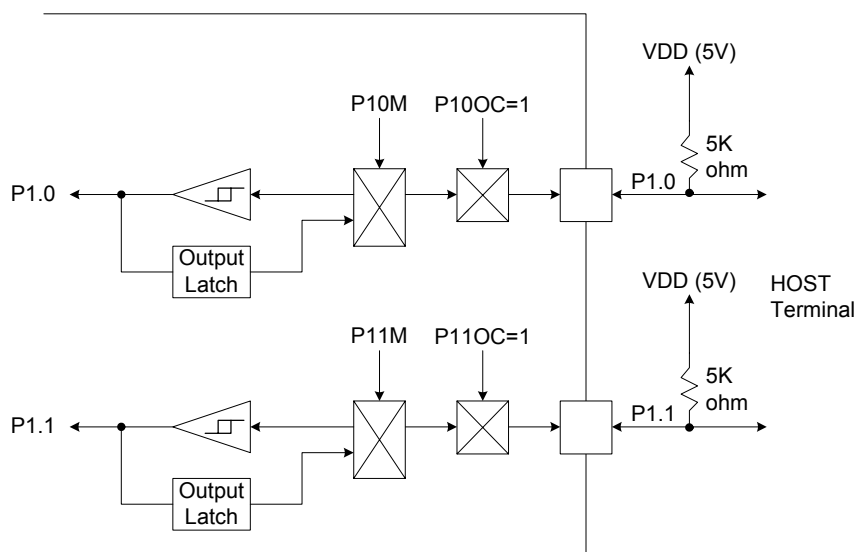 VDD (5V)
P10M
P10OC=1
5K
ohm
P1.0
P1.0
Output
Latch
VDD (5V)
HOST
Terminal
P11M
P11OC=1
5K
ohm
P1.1
P1.1
Output
Latch